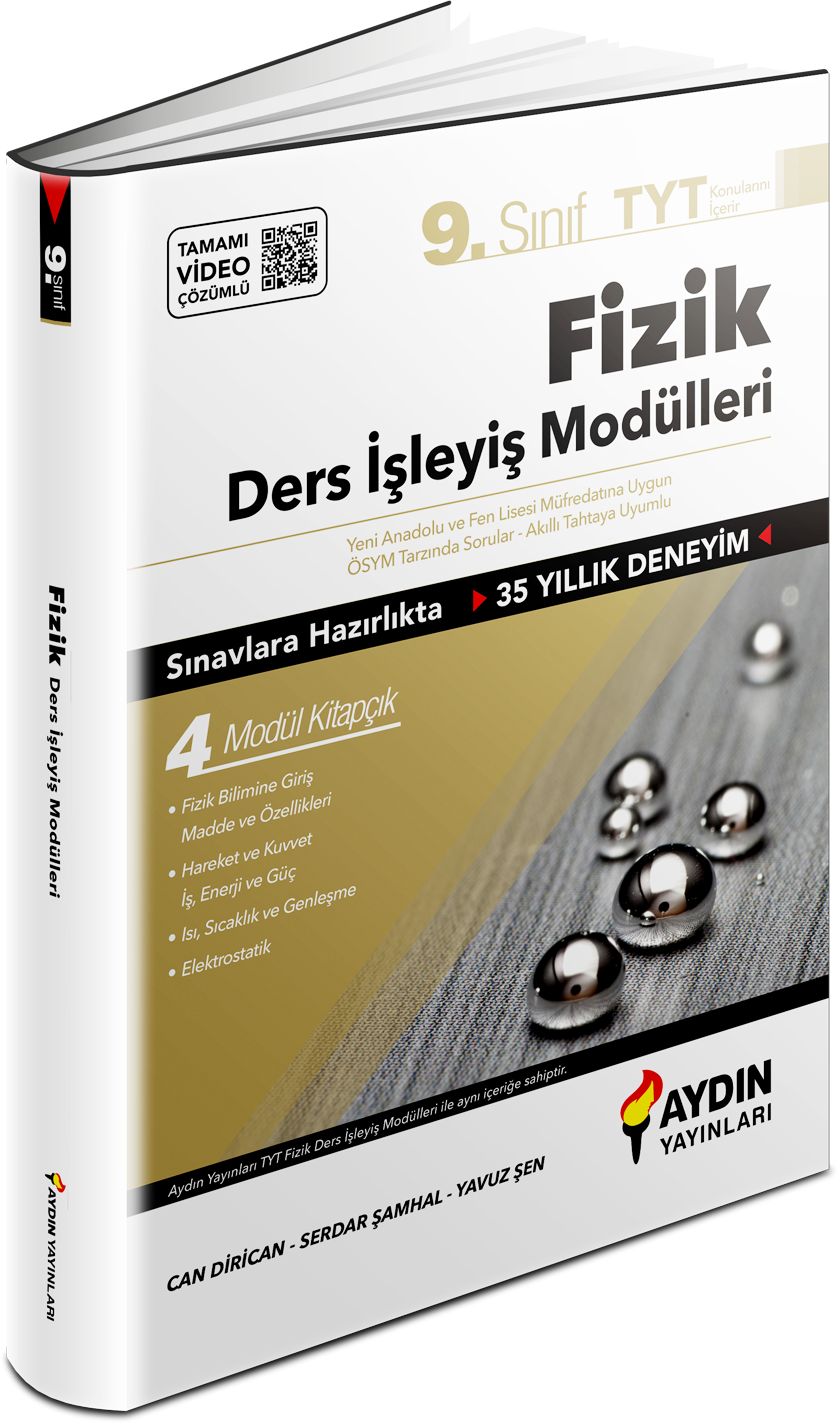 9. Sınıf TYT Konularını
İçerir
TAMAMI
VİDEO
ÇÖZÜMLÜ
Fizik
Ders İşleyiş Modülleri
Yeni Anadolu ve Fen Lisesi Müfredatına Uygun
ÖSYM Tarzında Sorular - Akıllı Tahtaya Uyumlu
Sınavlara Hazırlıkta 35 YILLIK DENEYİM
4 Modül Kitapçık
• Fizik Bilimine Giriş
Madde ve Özellikleri
• Hareket ve Kuvvet
İş, Enerji ve Güç
• Isı, Sıcaklık ve Genleşme
• Elektrostatik
Aydın Yayınları TYT Fizik Ders İşleyiş Modülleri ile aynı içeriğe sahiptir.
AYDIN
YAYINLARI
CAN DİRİCAN - SERDAR ŞAMHAL - YAVUZ ŞEN
9. sınıf
Fizik Ders İşleyiş Modülleri
AYDIN YAYINLARI